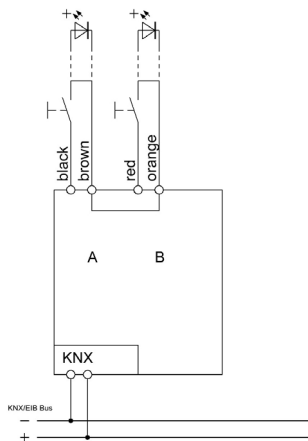 +
+
black
brown
red
orange
A
B
KNX
KNX/EIB Bus
−
+